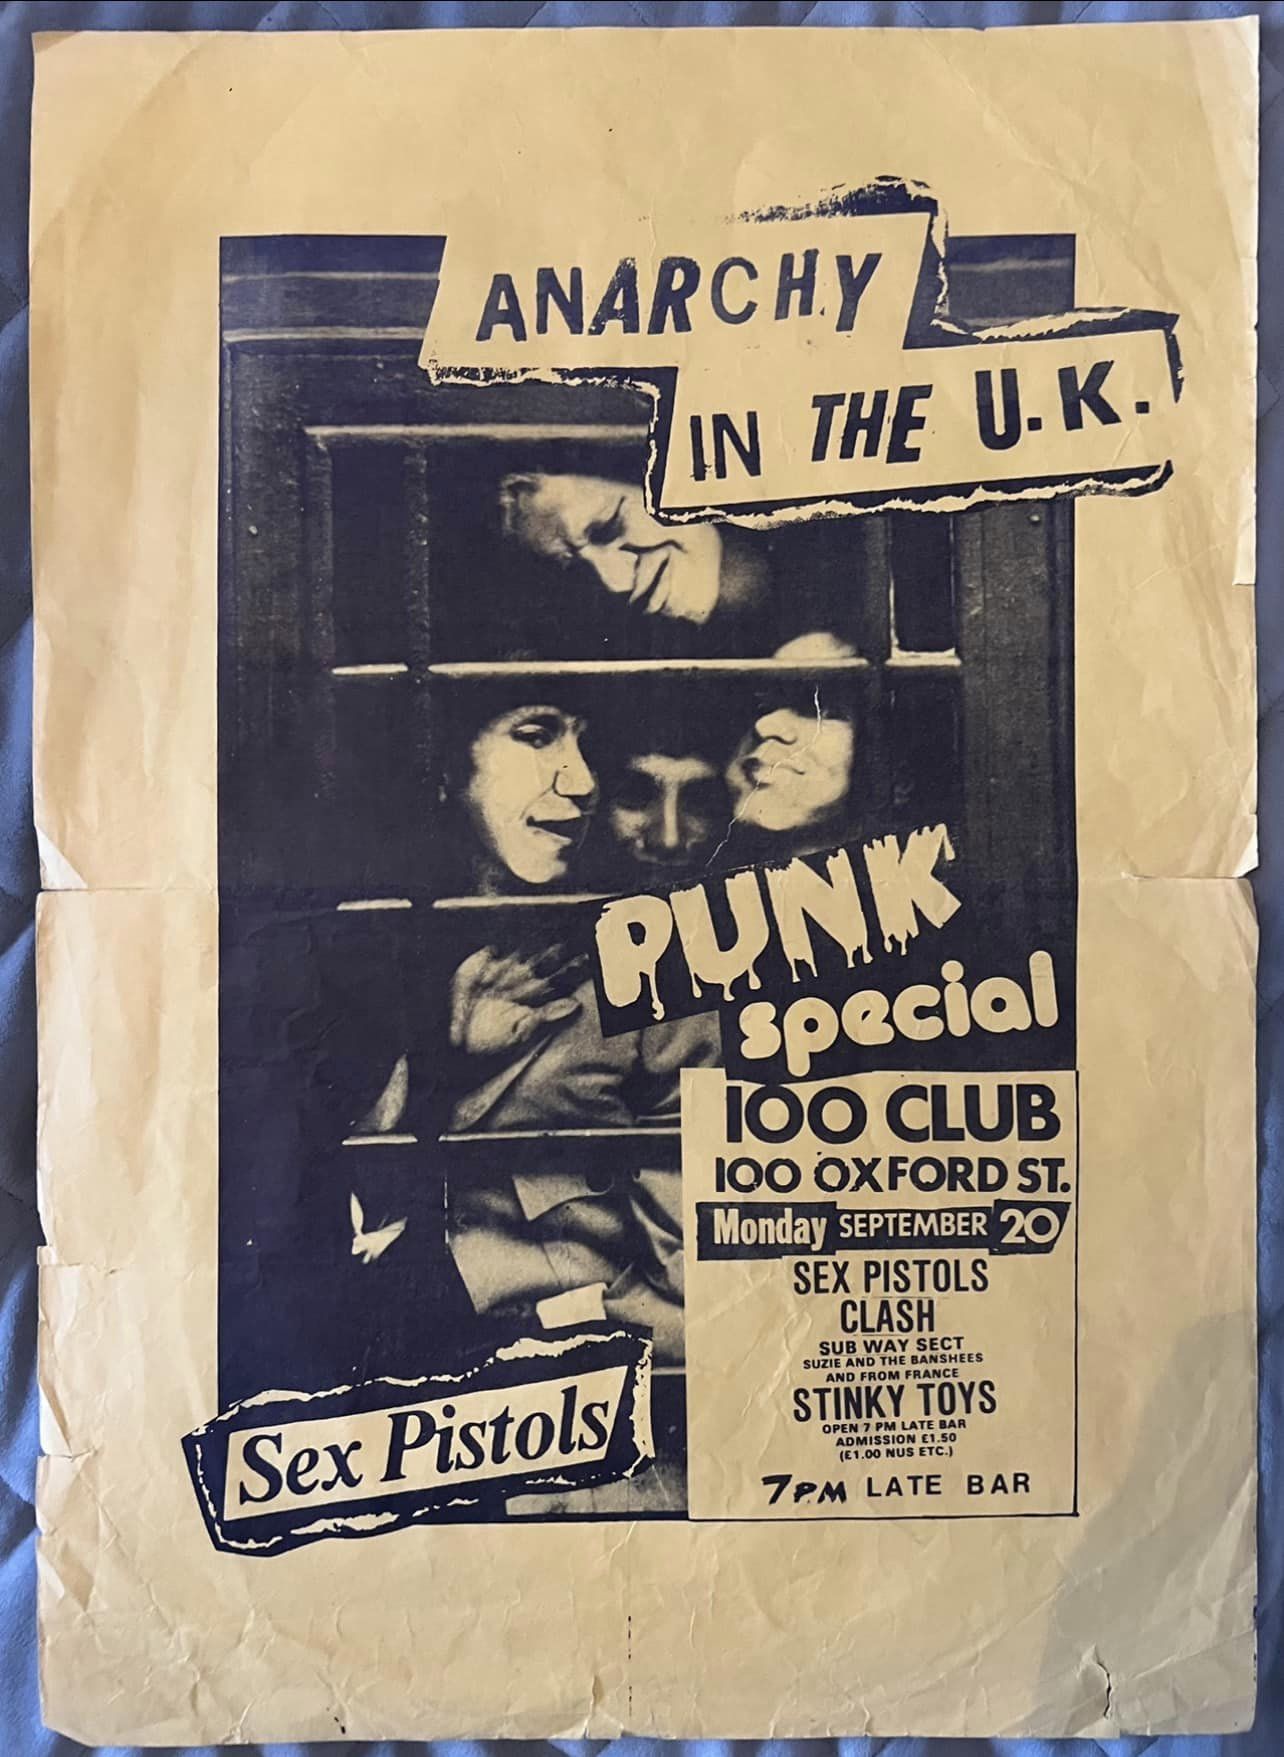 ANARCHY
IN THE U.K.
PUNK
special
100 CLUB
100 OXFORD ST.
Monday SEPTEMBER 20
SEX PISTOLS
CLASH
SUB WAY SECT
SUZIE AND THE BANSHEES
AND FROM FRANCE
STINKY TOYS
OPEN 7 PM LATE BAR
ADMISSION £1.50
(£1.00 NUS ETC.)
7PM LATE BAR
Sex Pistols